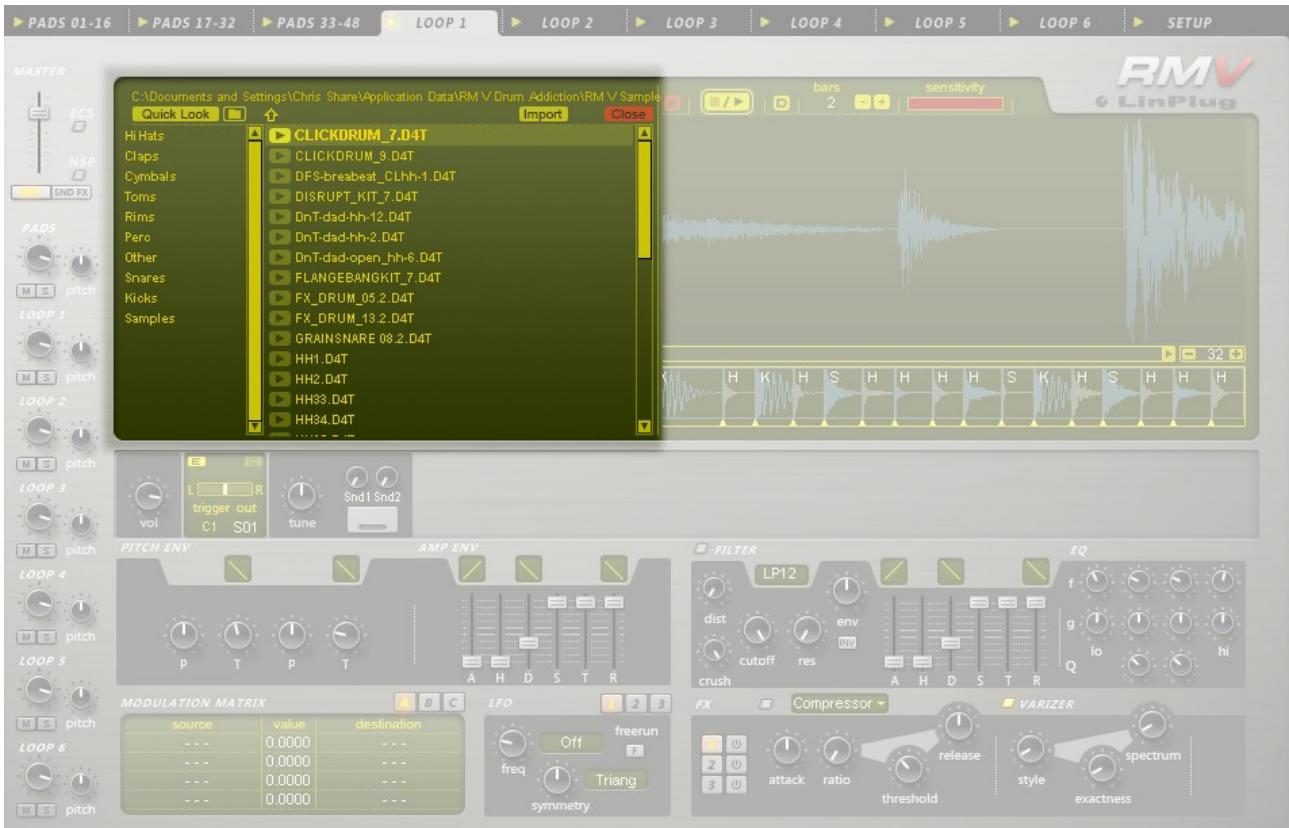 PADS 01-16 PADS 17-32 PADS 33-48 LOOP 1 LOOP 2 LOOP 3 LOOP 4 LOOP 5 LOOP 6 SETUP
MASTER
ECS
NSP
SND FX
RMV
LinPlug
C:\Documents and Settings\Chris Share\Application Data\RM V Drum Addiction\RM V Sample
Quick Look Import Close
X D bars 2 - + sensitivity
Hi Hats
Claps
Cymbals
Toms
Rims
Perc
Other
Snares
Kicks
Samples
CLICKDRUM_7.D4T
CLICKDRUM_9.D4T
DFS-breabeat_CLhh-1.D4T
DISRUPT_KIT_7.D4T
DnT-dad-hh-12.D4T
DnT-dad-hh-2.D4T
DnT-dad-open_hh-6.D4T
FLANGEBANGKIT_7.D4T
FX_DRUM_05.2.D4T
FX_DRUM_13.2.D4T
GRAINSNARE 08.2.D4T
HH1.D4T
HH2.D4T
HH33.D4T
HH34.D4T
32
K H K H S H H H H S K H S H H H
PADS
M S pitch
LOOP 1
M S pitch
LOOP 2
M S pitch
LOOP 3
M S pitch
LOOP 4
M S pitch
LOOP 5
M S pitch
LOOP 6
M S pitch
vol
E
L R
trigger out
C1 S01
tune
Snd1 Snd2
PITCH ENV
P T P T
AMP ENV
A H D S T R
FILTER
LP12
dist
crush
cutoff
res
env
INV
A H D S T R
EQ
f
g
Q
lo
hi
MODULATION MATRIX A B C
source value destination
--- 0.0000 ---
--- 0.0000 ---
--- 0.0000 ---
--- 0.0000 ---
LFO 1 2 3
freq
Off
freerun
F
symmetry
Triang
FX
Compressor
1
2
3
attack
ratio
threshold
release
VARIZER
style
exactness
spectrum